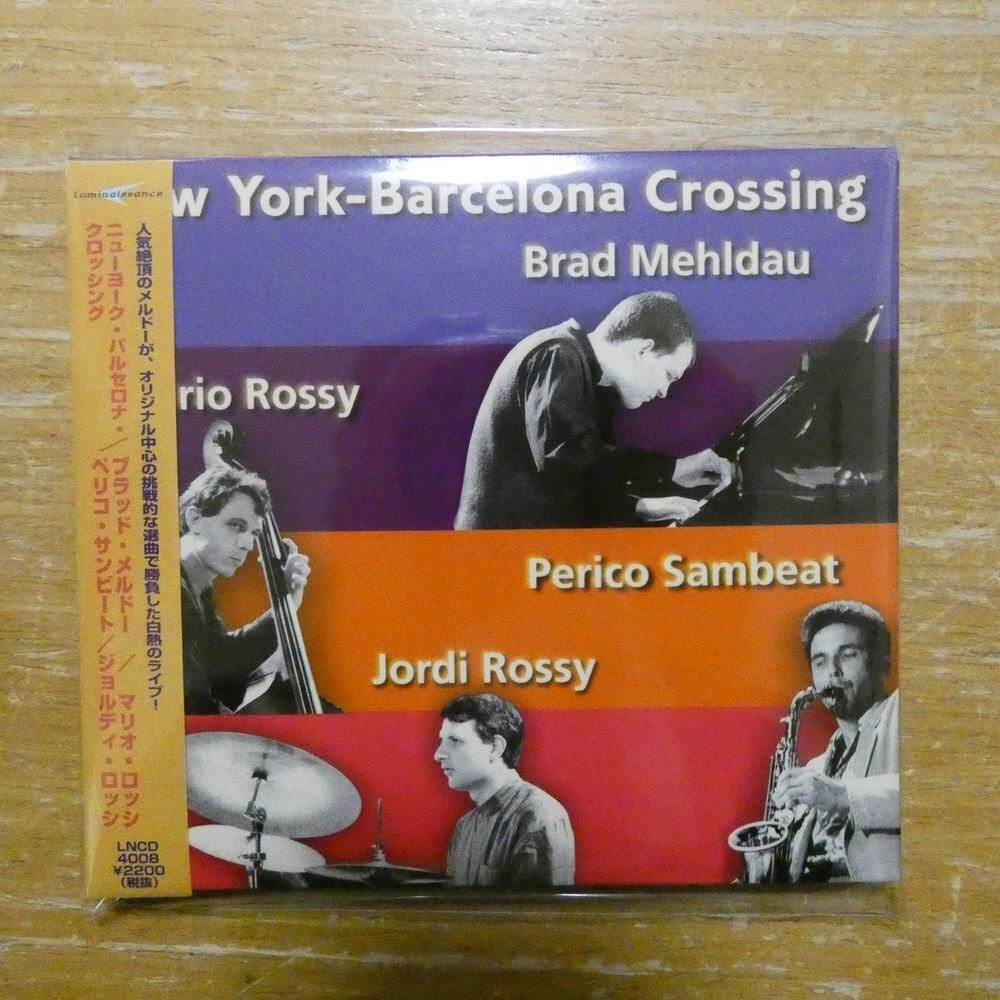 Luminoissance
人気絶頂のメルドーが、オリジナル中心の挑戦的な選曲で勝負した白熱のライブ!
ニューヨーク・バルセロナ・
クロッシング
／ブラッド・メルドー ／ マリオ・ロッシ
ペリコ・サンビート／ジョルディ・ロッシ
LNCD
4008
¥2200
(税抜)
w York-Barcelona Crossing
Brad Mehldau
rio Rossy
Perico Sambeat
Jordi Rossy